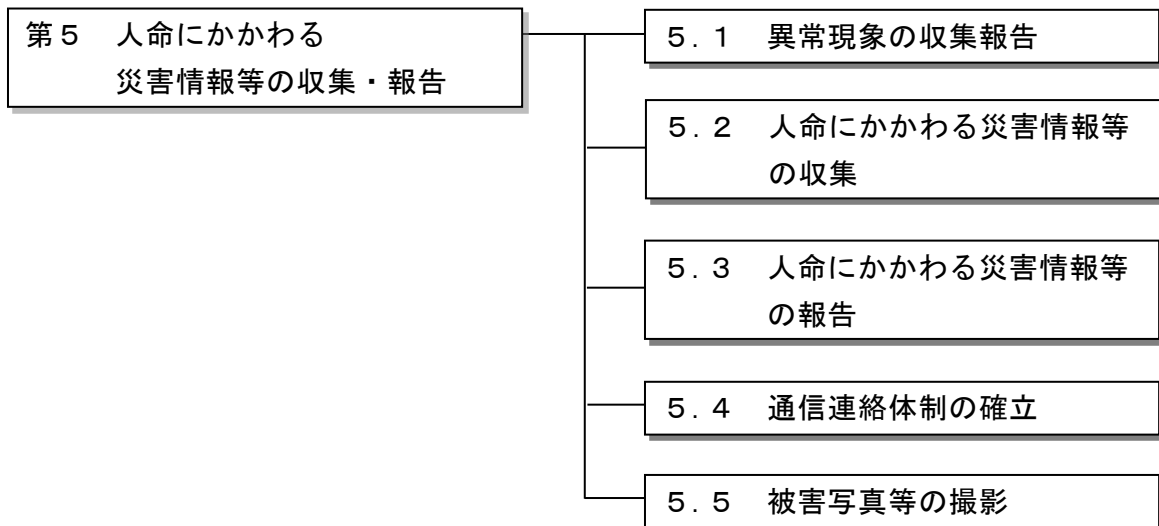 第５　人命にかかわる
災害情報等の収集・報告
５．１　異常現象の収集報告
５．２　人命にかかわる災害情報等
の収集
５．３　人命にかかわる災害情報等
の報告
５．４　通信連絡体制の確立
５．５　被害写真等の撮影